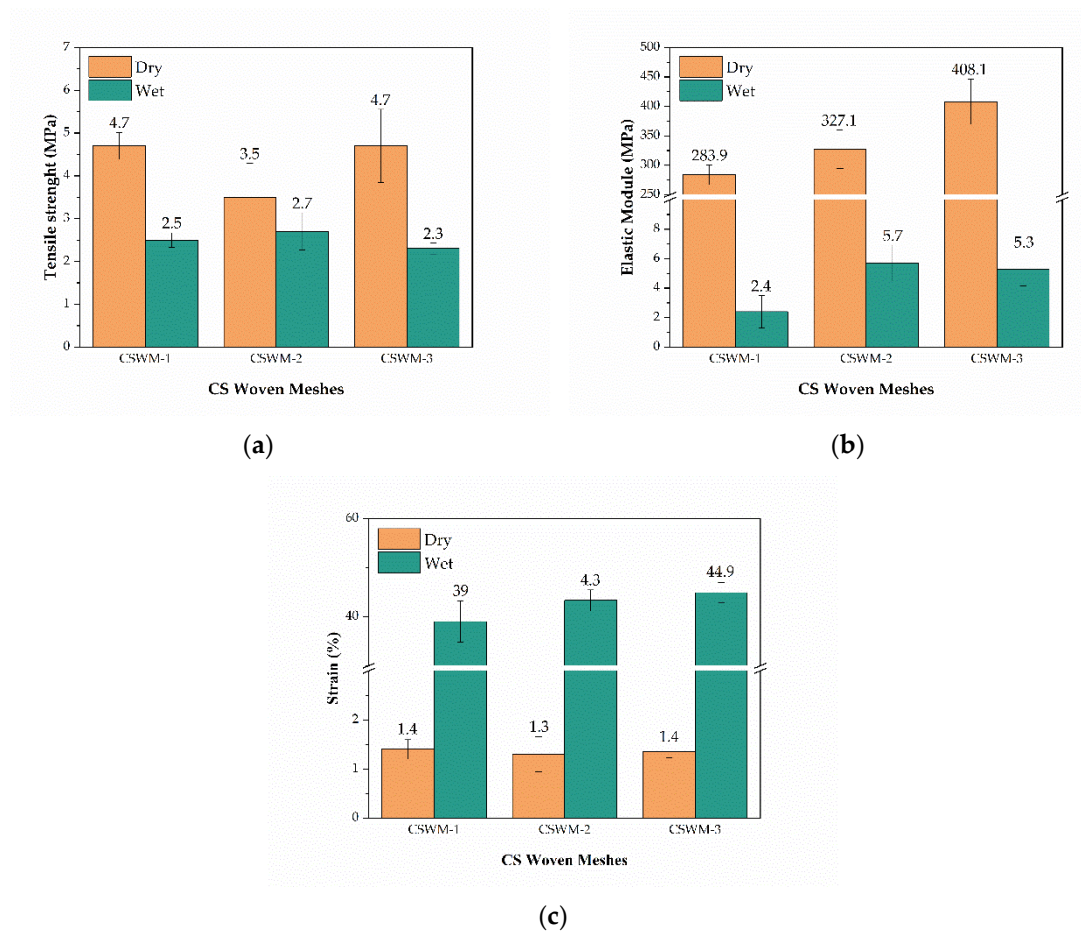 7
6
5
4
3
2
1
0
Tensile strenght (MPa)
Dry
Wet
4.7
2.5
3.5
2.7
4.7
2.3
CSWM-1
CSWM-2
CSWM-3
CS Woven Meshes
(a)
500
450
400
350
300
250
8
6
4
2
0
Elastic Module (MPa)
Dry
Wet
283.9
2.4
327.1
5.7
408.1
5.3
CSWM-1
CSWM-2
CSWM-3
CS Woven Meshes
(b)
60
40
2
1
0
Strain (%)
Dry
Wet
1.4
39
1.3
4.3
1.4
44.9
CSWM-1
CSWM-2
CSWM-3
CS Woven Meshes
(c)